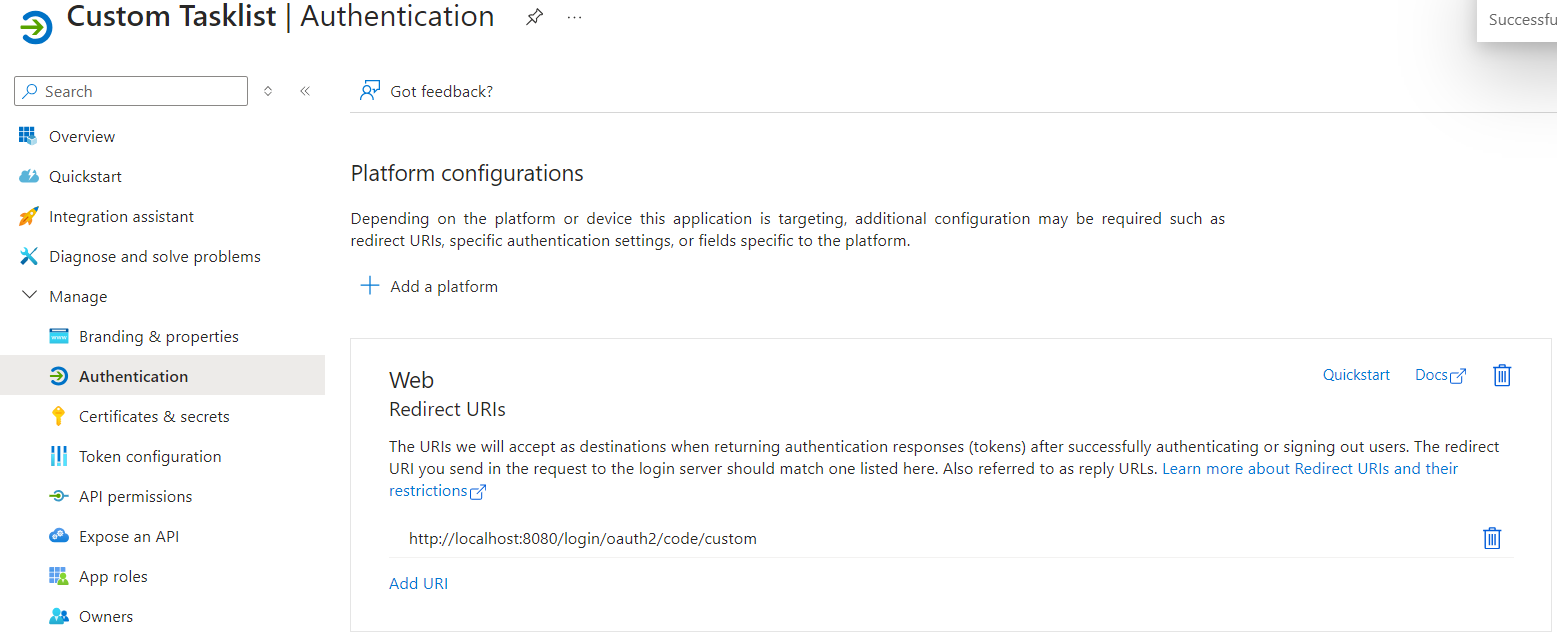 Custom Tasklist | Authentication
Successfu
Search
Got feedback?
Overview
Quickstart
Integration assistant
Diagnose and solve problems
Manage
Branding & properties
Authentication
Certificates & secrets
Token configuration
API permissions
Expose an API
App roles
Owners
Platform configurations
Depending on the platform or device this application is targeting, additional configuration may be required such as
redirect URIs, specific authentication settings, or fields specific to the platform.
Add a platform
Web
Quickstart
Docs
Redirect URIs
The URIs we will accept as destinations when returning authentication responses (tokens) after successfully authenticating or signing out users. The redirect
URI you send in the request to the login server should match one listed here. Also referred to as reply URLs. Learn more about Redirect URIs and their
restrictions
http://localhost:8080/login/oauth2/code/custom
Add URI